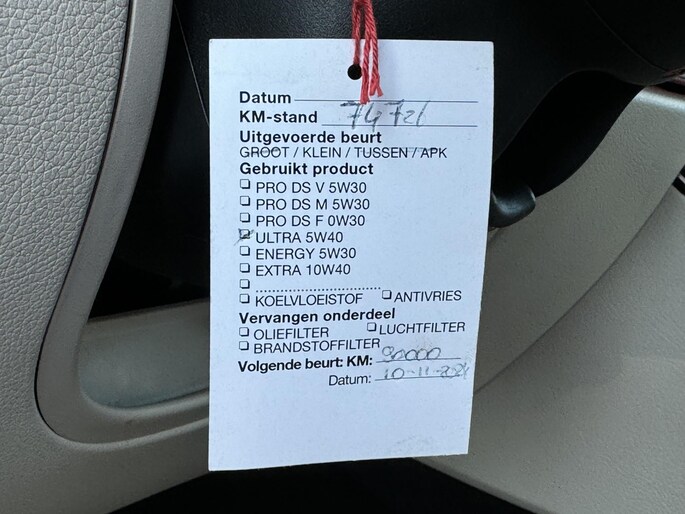 Datum
KM-stand 74721
Uitgevoerde beurt
GROOT / KLEIN / TUSSEN / APK
Gebruikt product
PRO DS V 5W30
PRO DS M 5W30
PRO DS F 0W30
ULTRA 5W40
ENERGY 5W30
EXTRA 10W40
KOELVLOEISTOF ANTIVRIES
Vervangen onderdeel
OLIEFILTER LUCHTFILTER
BRANDSTOFFILTER
Volgende beurt: KM: 90000
Datum: 10-11-2024